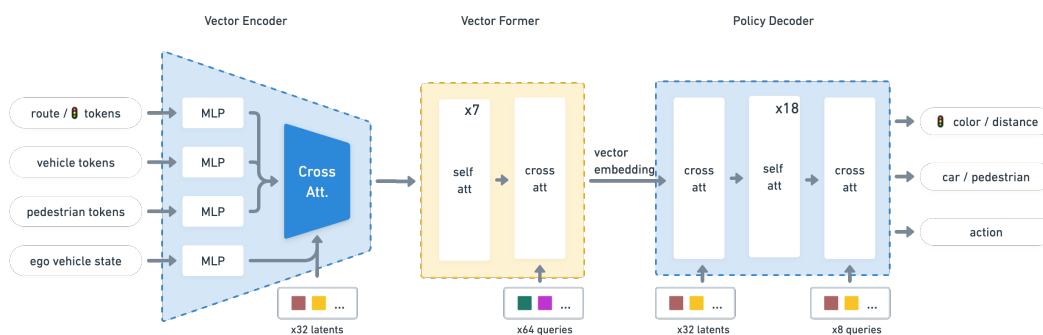 Vector Encoder
Vector Former
Policy Decoder
route / 🚦 tokens
vehicle tokens
pedestrian tokens
ego vehicle state
MLP
MLP
MLP
MLP
Cross
Att.
x32 latents
...
x7
self
att
cross
att
...
x64 queries
vector
embedding
cross
att
x18
self
att
cross
att
...
x32 latents
...
x8 queries
🚦 color / distance
car / pedestrian
action